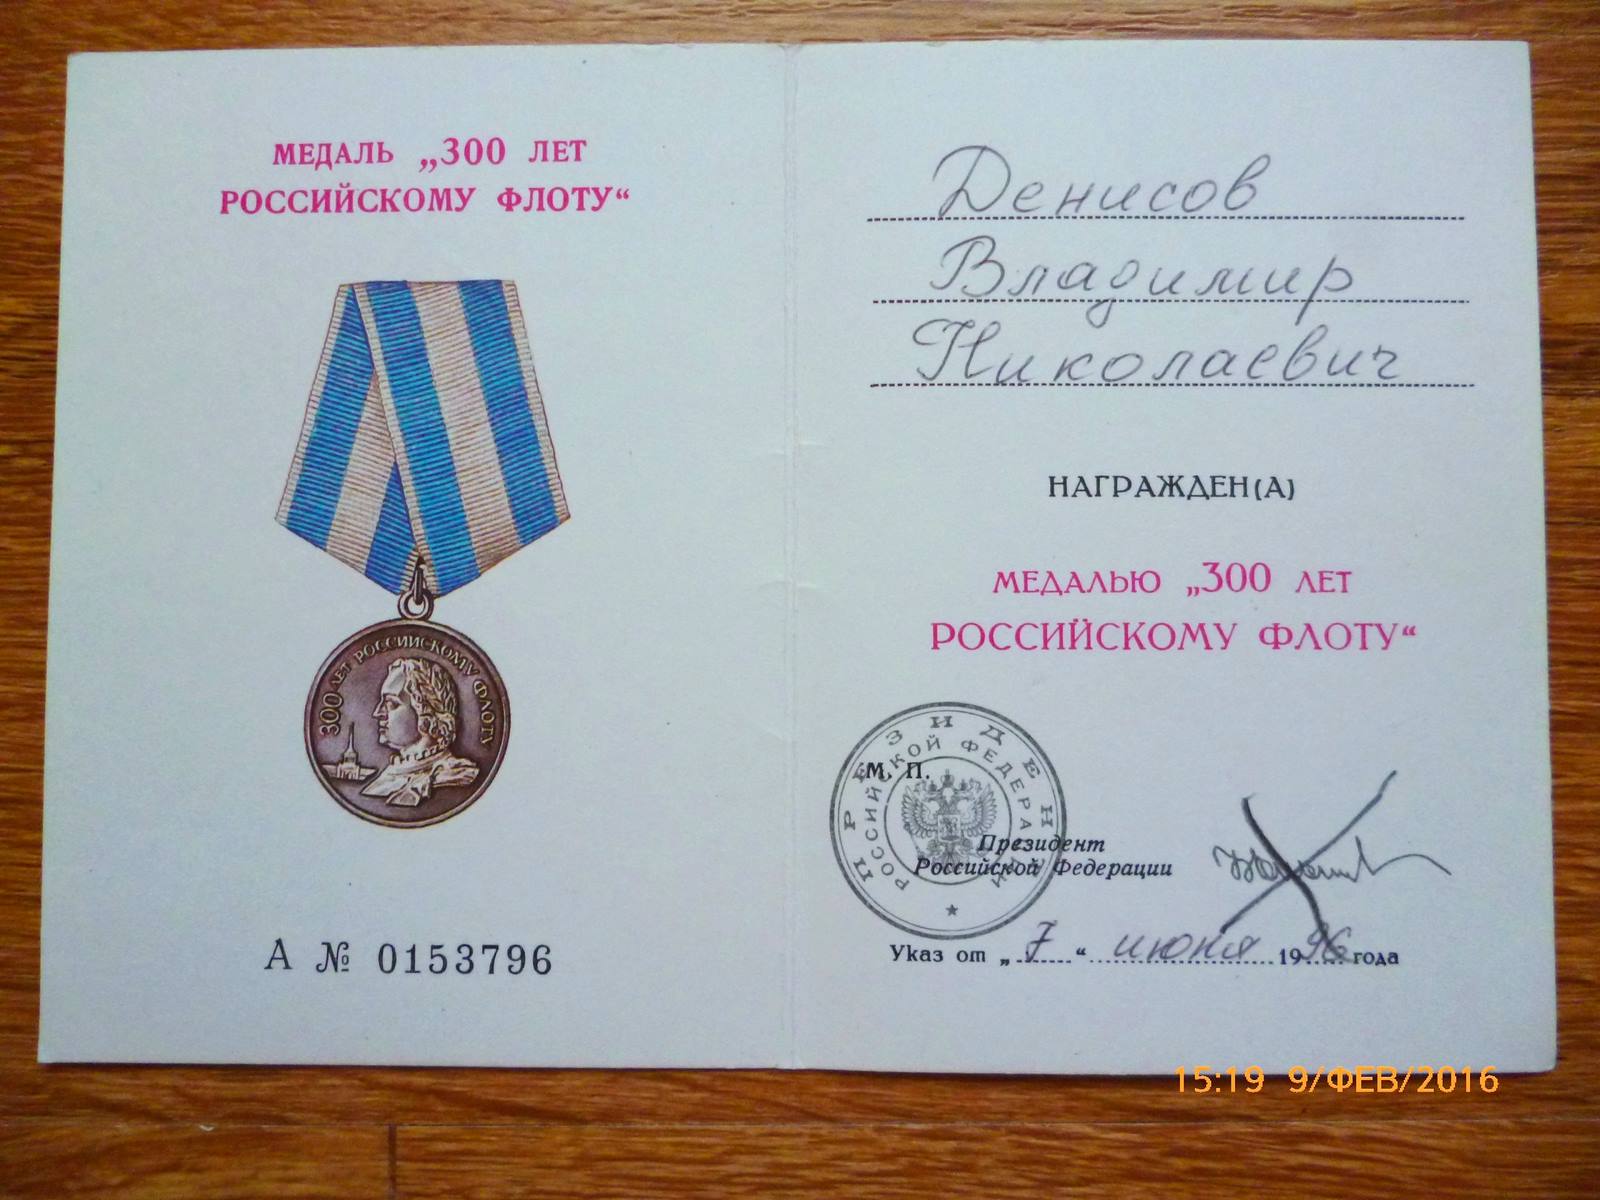 МЕДАЛЬ „300 ЛЕТ
РОССИЙСКОМУ ФЛОТУ“
300 ЛЕТ РОССИЙСКОМУ ФЛОТУ
А № 0153796
Денисов
Владимир
Николаевич
НАГРАЖДЕН(А)
МЕДАЛЬЮ „300 ЛЕТ
РОССИЙСКОМУ ФЛОТУ“
ПРЕЗИДЕНТ
РОССИЙСКОЙ ФЕДЕРАЦИИ
М. П.
Президент
Российской Федерации
Указ от „7“ июня 1996 года
15:19 9/ФЕВ/2016